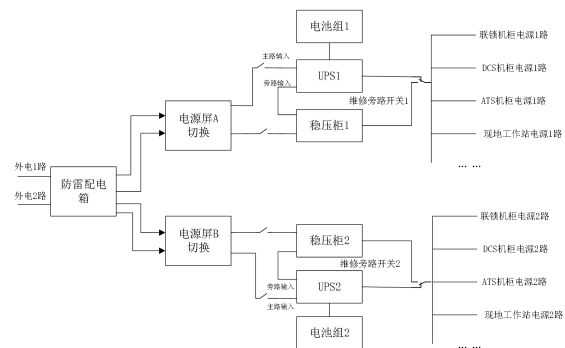 电池组1
联锁机柜电源1路
主路输入
UPS1
DCS机柜电源1路
旁路输入
维修旁路开关1
ATS机柜电源1路
电源屏A
切换
稳压柜1
现地工作站电源1路
... ...
外电1路
防雷配电
箱
外电2路
联锁机柜电源2路
电源屏B
切换
稳压柜2
DCS机柜电源2路
维修旁路开关2
旁路输入
UPS2
ATS机柜电源2路
主路输入
现地工作站电源2路
电池组2
... ...